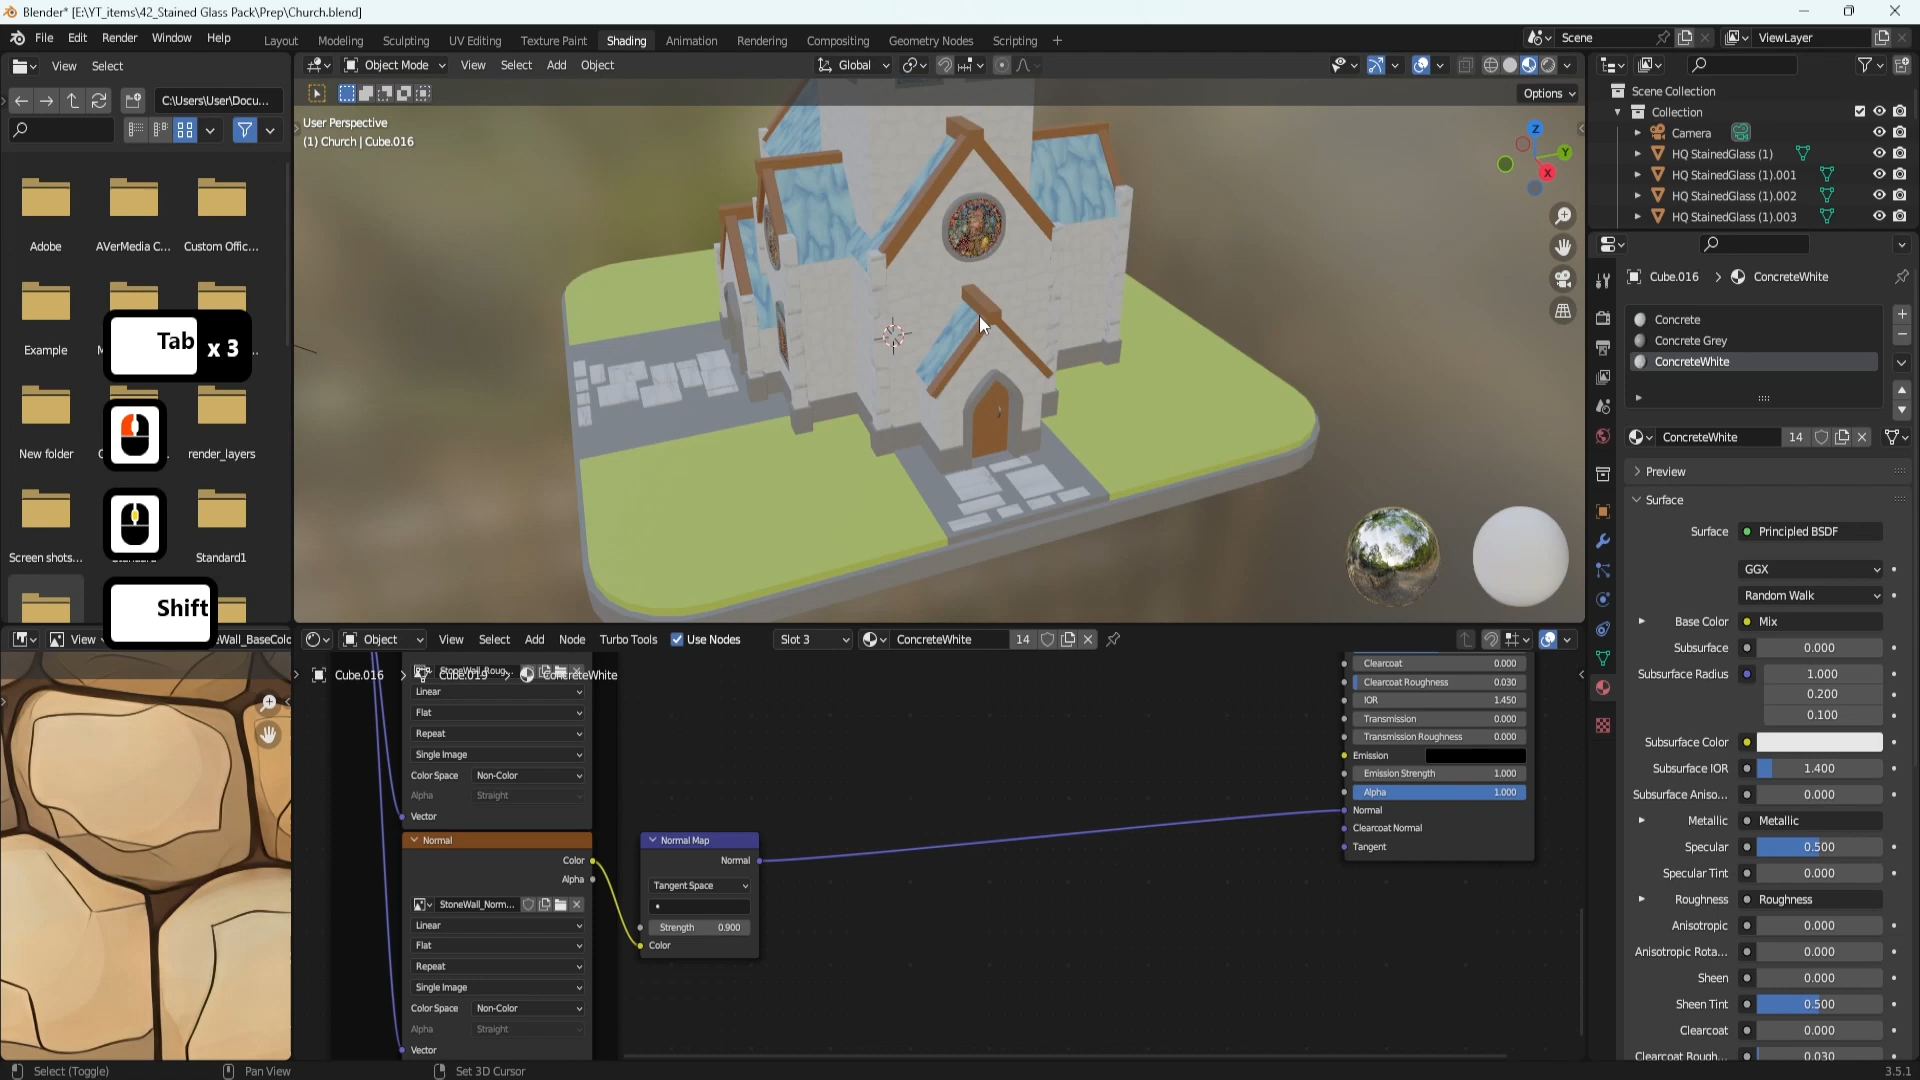 Blender* [E:\YT_items\42_Stained Glass Pack\Prep\Church.blend]
File Edit Render Window Help
Layout Modeling Sculpting UV Editing Texture Paint Shading Animation Rendering Compositing Geometry Nodes Scripting +
Scene
ViewLayer
View Select
Object Mode View Select Add Object
Global
C:\Users\User\Docu...
Options
User Perspective
(1) Church | Cube.016
Z
Y
X
Adobe
AVerMedia C...
Custom Offic...
Example
Tab
x 3
New folder
render_layers
Screen shots...
Standard1
Shift
Scene Collection
Collection
Camera
HQ StainedGlass (1)
HQ StainedGlass (1).001
HQ StainedGlass (1).002
HQ StainedGlass (1).003
Cube.016 > ConcreteWhite
Concrete
Concrete Grey
ConcreteWhite
ConcreteWhite 14
Preview
Surface
Surface Principled BSDF
GGX
Random Walk
Base Color Mix
Subsurface 0.000
Subsurface Radius 1.000
0.200
0.100
Subsurface Color
Subsurface IOR 1.400
Subsurface Aniso... 0.000
Metallic Metallic
Specular 0.500
Specular Tint 0.000
Roughness Roughness
Anisotropic 0.000
Anisotropic Rota... 0.000
Sheen 0.000
Sheen Tint 0.500
Clearcoat 0.000
Clearcoat Rough... 0.030
View
eWall_BaseColo
Object View Select Add Node Turbo Tools Use Nodes Slot 3 ConcreteWhite 14
Cube.016 > Cube.019 > ConcreteWhite
StoneWall_Roug...
Linear
Flat
Repeat
Single Image
Color Space Non-Color
Alpha Straight
Vector
Normal
Color
Alpha
StoneWall_Norm...
Linear
Flat
Repeat
Single Image
Color Space Non-Color
Alpha Straight
Vector
Normal Map
Normal
Tangent Space
Strength 0.900
Color
Clearcoat 0.000
Clearcoat Roughness 0.030
IOR 1.450
Transmission 0.000
Transmission Roughness 0.000
Emission
Emission Strength 1.000
Alpha 1.000
Normal
Clearcoat Normal
Tangent
Select (Toggle)
Pan View
Set 3D Cursor
3.5.1